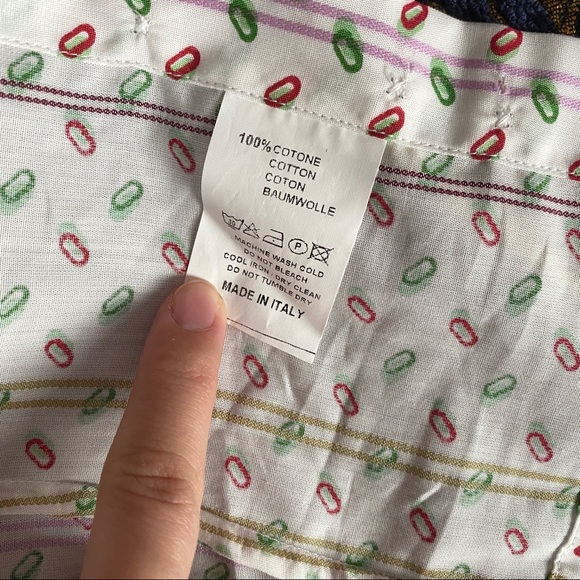 100% COTONE
COTTON
COTON
BAUMWOLLE
P
MACHINE WASH COLD
DO NOT BLEACH
COOL IRON : DRY CLEAN
DO NOT TUMBLE DRY
MADE IN ITALY